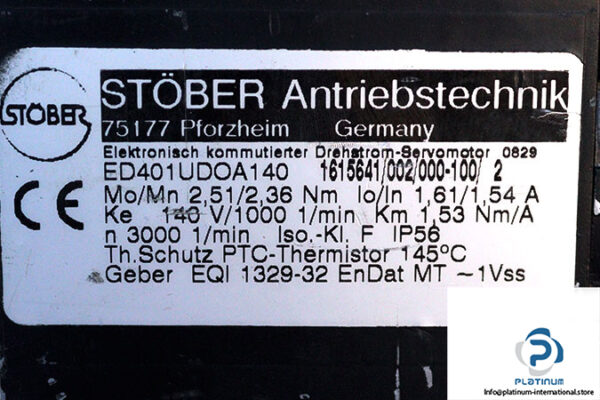 STÖBER
STÖBER Antriebstechnik
75177 Pforzheim Germany
Elektronisch kommutierter Drehstrom-Servomotor 0829
ED401UDOA140 1615641/002/000-100/ 2
CE
Mo/Mn 2,51/2,36 Nm Io/In 1,61/1,54 A
Ke 140 V/1000 1/min Km 1,53 Nm/A
n 3000 1/min Iso.-Kl. F IP56
Th.Schutz PTC-Thermistor 145°C
Geber EQI 1329-32 EnDat MT ~1Vss
PLATINUM
Info@platinum-international.store